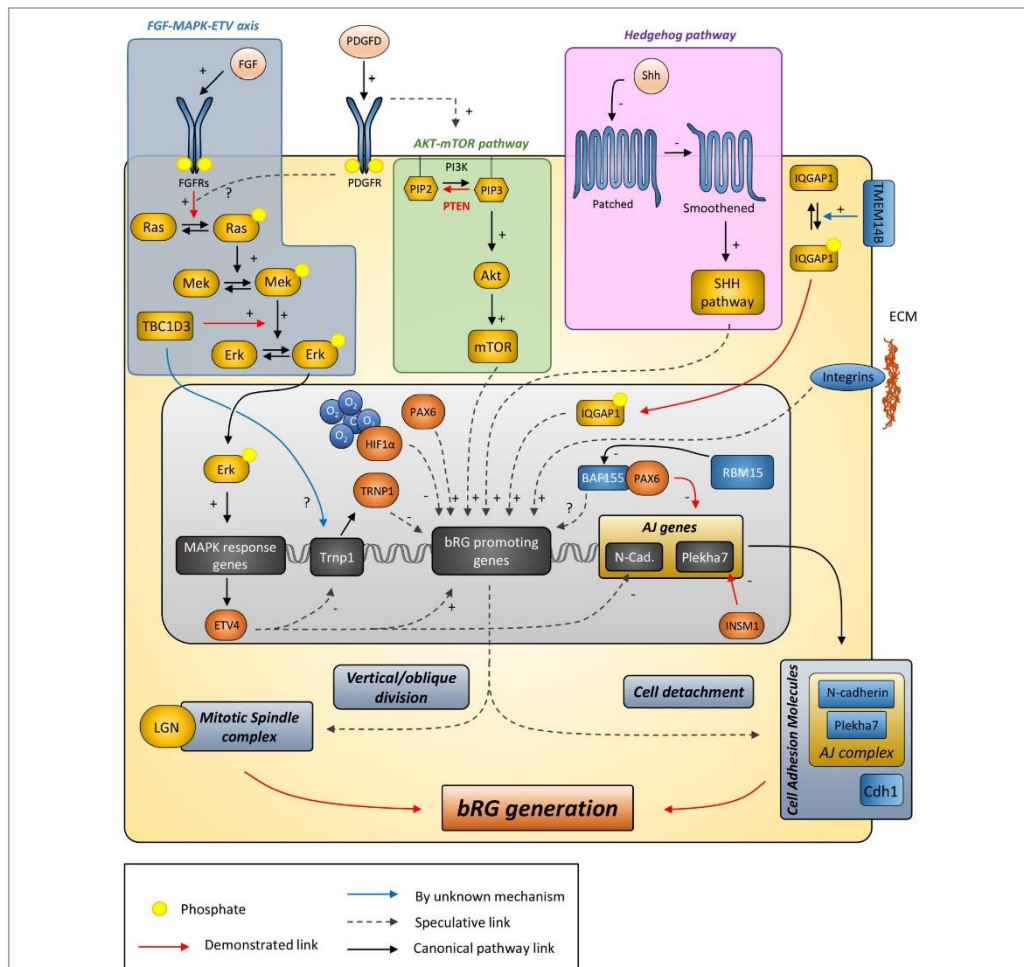 FGF-MAPK-ETV axis
FGF
+
FGFRs
+
?
Ras
Ras
+
Mek
Mek
TBC1D3
+
+
Erk
Erk
PDGFD
+
+
PDGFR
AKT-mTOR pathway
PI3K
PIP2
PIP3
PTEN
+
Akt
+
mTOR
Hedgehog pathway
Shh
-
-
Patched
Smoothened
+
SHH
pathway
IQGAP1
+
TMEM14B
IQGAP1
ECM
Integrins
O2
O2
O2
O2
O2
HIF1α
PAX6
IQGAP1
Erk
TRNP1
BAF155
PAX6
RBM15
-
-
+
?
-
-
+
+
+
+
+
?
MAPK response
genes
Trnp1
bRG promoting
genes
AJ genes
N-Cad.
Plekha7
ETV4
-
+
-
-
INSM1
Vertical/oblique
division
Cell detachment
LGN
Mitotic Spindle
complex
Cell Adhesion Molecules
N-cadherin
Plekha7
AJ complex
Cdh1
bRG generation
Phosphate
Demonstrated link
By unknown mechanism
Speculative link
Canonical pathway link